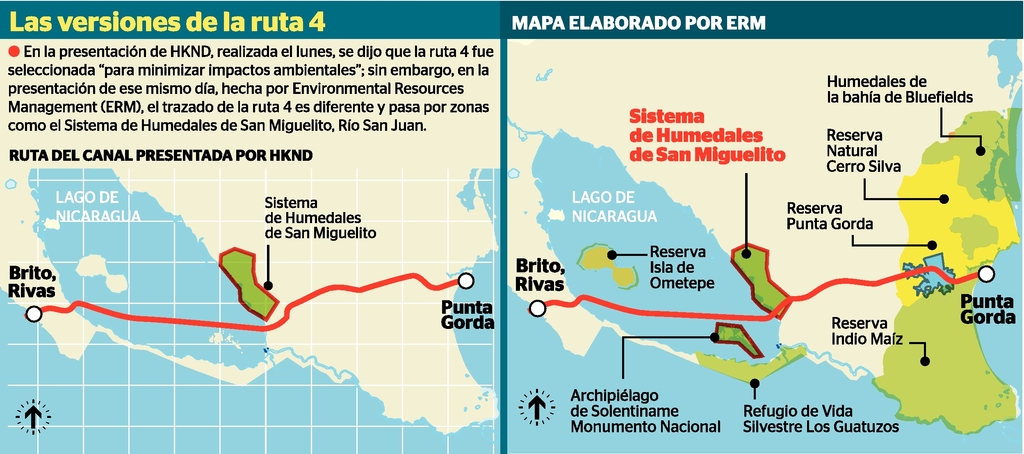 Las versiones de la ruta 4
● En la presentación de HKND, realizada el lunes, se dijo que la ruta 4 fue
seleccionada “para minimizar impactos ambientales”; sin embargo, en la
presentación de ese mismo día, hecha por Environmental Resources
Management (ERM), el trazado de la ruta 4 es diferente y pasa por zonas
como el Sistema de Humedales de San Miguelito, Río San Juan.
RUTA DEL CANAL PRESENTADA POR HKND
LAGO DE
NICARAGUA
Sistema
de Humedales
de San Miguelito
Brito,
Rivas
Punta
Gorda
MAPA ELABORADO POR ERM
Humedales de
la bahía de Bluefields
Sistema
de Humedales
de San Miguelito
Reserva
Natural
Cerro Silva
LAGO DE
NICARAGUA
Reserva
Punta Gorda
Reserva
Isla de
Ometepe
Brito,
Rivas
Punta
Gorda
Reserva
Indio Maíz
Archipiélago
de Solentiname
Monumento Nacional
Refugio de Vida
Silvestre Los Guatuzos